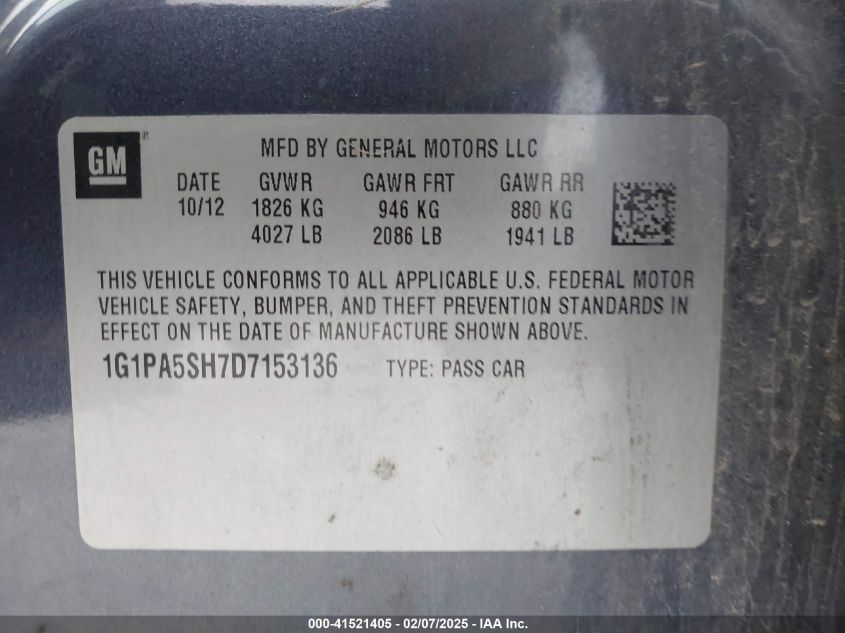 GM ®
MFD BY GENERAL MOTORS LLC
DATE GVWR GAWR FRT GAWR RR
10/12 1826 KG 946 KG 880 KG
4027 LB 2086 LB 1941 LB
THIS VEHICLE CONFORMS TO ALL APPLICABLE U.S. FEDERAL MOTOR
VEHICLE SAFETY, BUMPER, AND THEFT PREVENTION STANDARDS IN
EFFECT ON THE DATE OF MANUFACTURE SHOWN ABOVE.
1G1PA5SH7D7153136 TYPE: PASS CAR
000-41521405 - 02/07/2025 - IAA Inc.